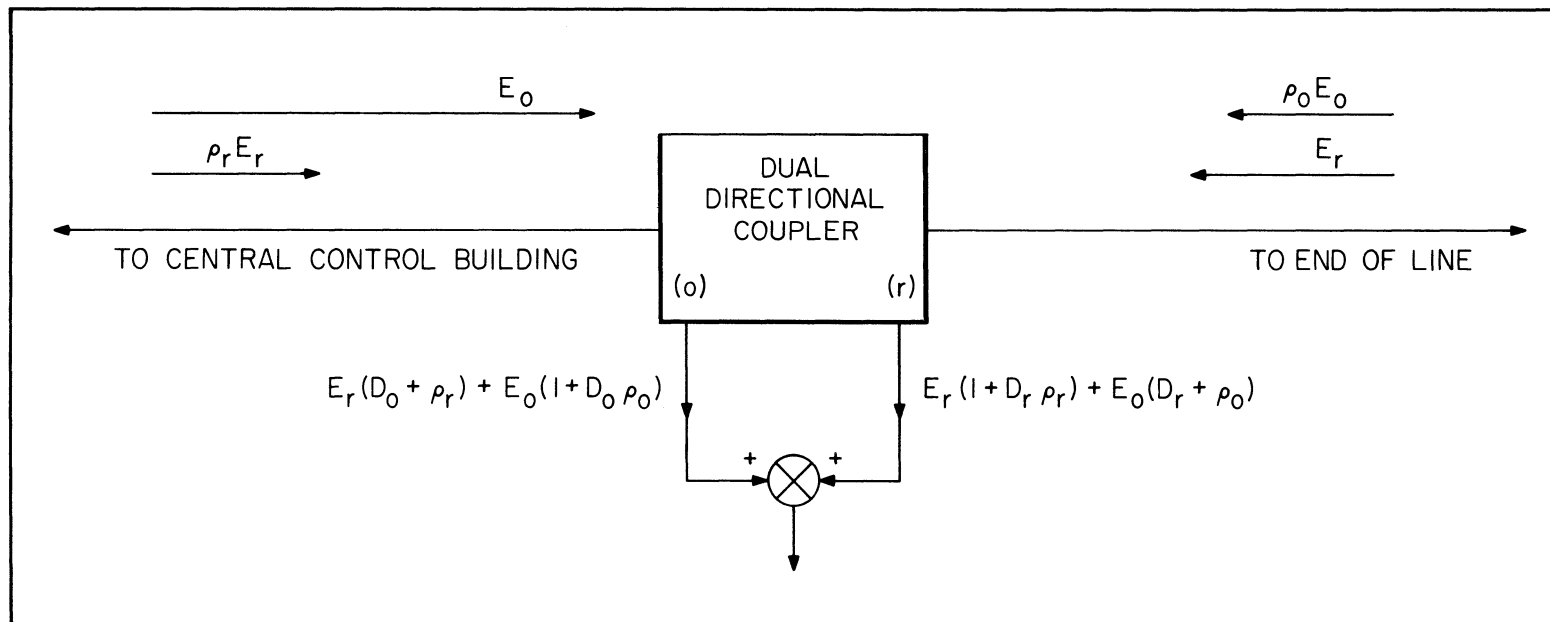 E₀
ρ₀E₀
ρᵣEᵣ
Eᵣ
DUAL
DIRECTIONAL
COUPLER
TO CENTRAL CONTROL BUILDING
TO END OF LINE
(o)
(r)
Eᵣ(D₀ + ρᵣ) + E₀(1+D₀ρ₀)
Eᵣ(1+Dᵣρᵣ) + E₀(Dᵣ+ρ₀)
+
+